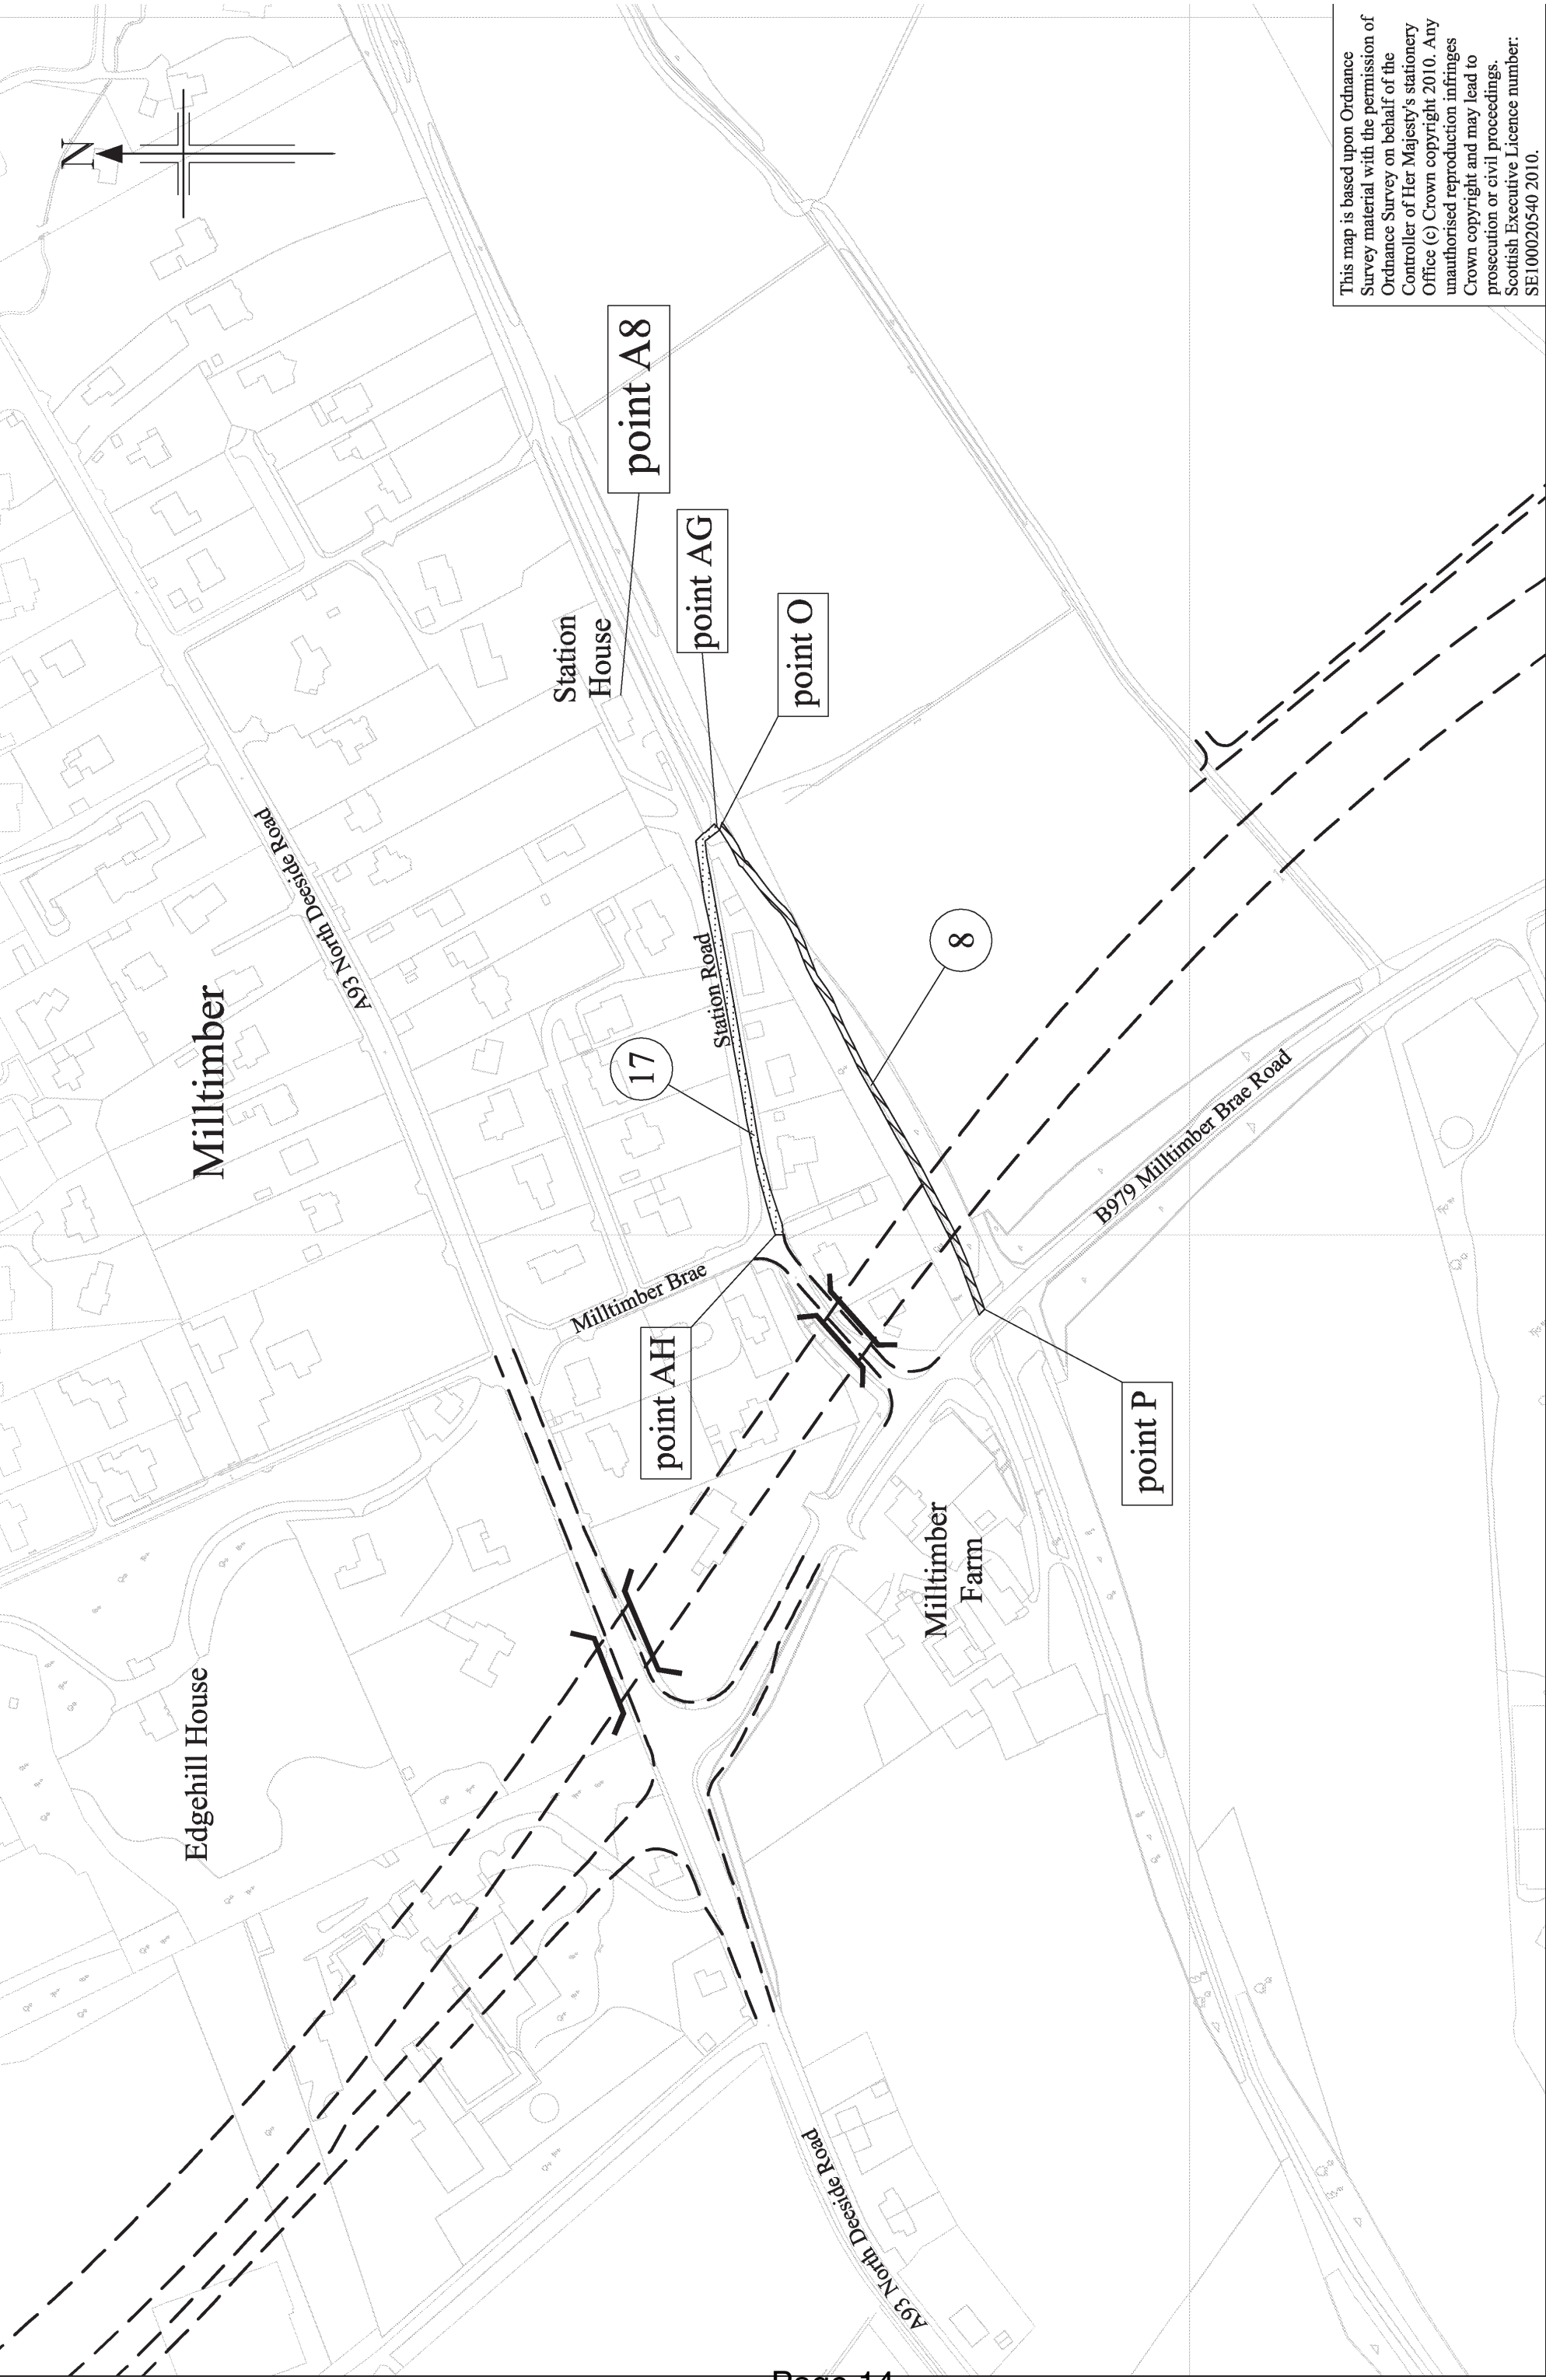 N
Milltimber
Edgehill House
A93 North Deeside Road
Station
House
point A8
point AG
point O
Station Road
17
8
Milltimber Brae
point AH
B979 Milltimber Brae Road
point P
Milltimber
Farm
A93 North Deeside Road
This map is based upon Ordnance
Survey material with the permission of
Ordnance Survey on behalf of the
Controller of Her Majesty's stationery
Office (c) Crown copyright 2010. Any
unauthorised reproduction infringes
Crown copyright and may lead to
prosecution or civil proceedings.
Scottish Executive Licence number:
SE100020540 2010.
Page 14